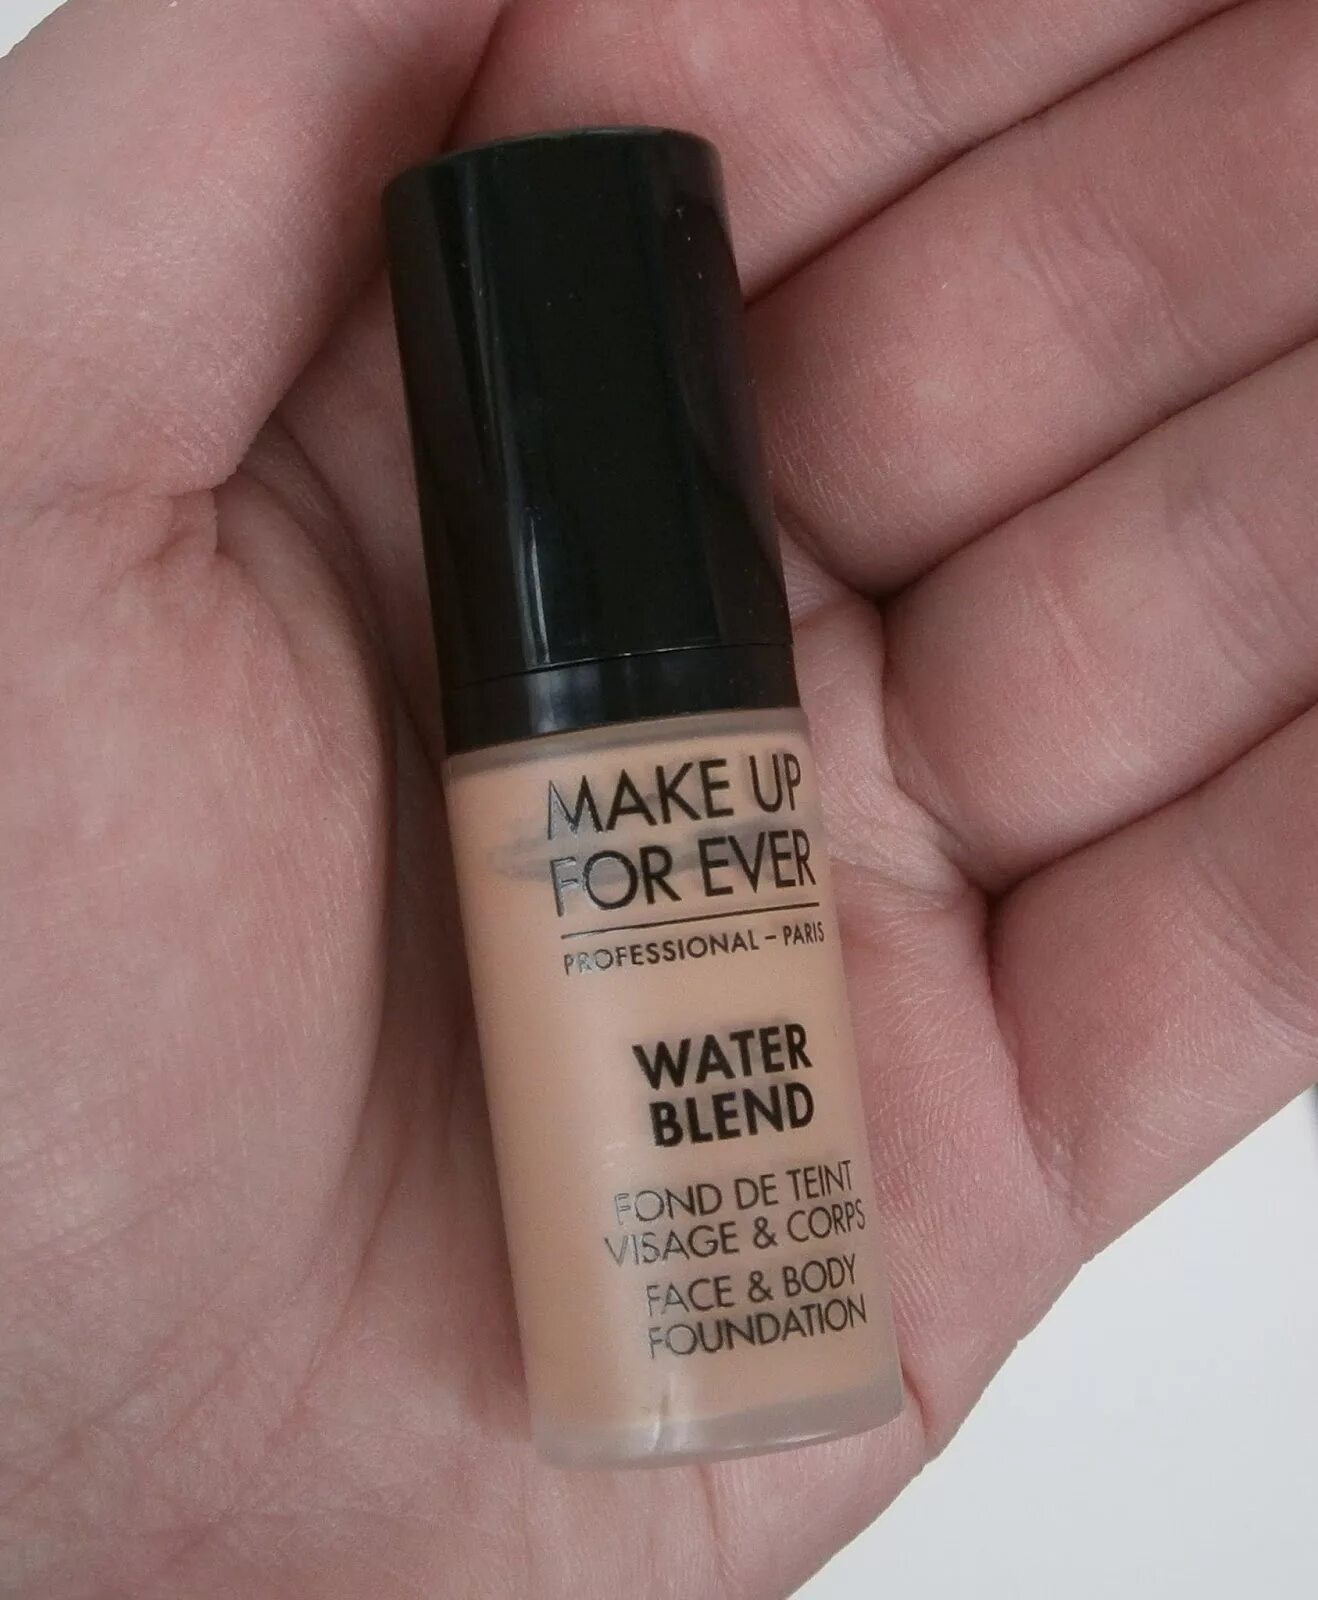 MAKE UP
FOR EVER
PROFESSIONAL – PARIS
WATER
BLEND
FOND DE TEINT
VISAGE & CORPS
FACE & BODY
FOUNDATION